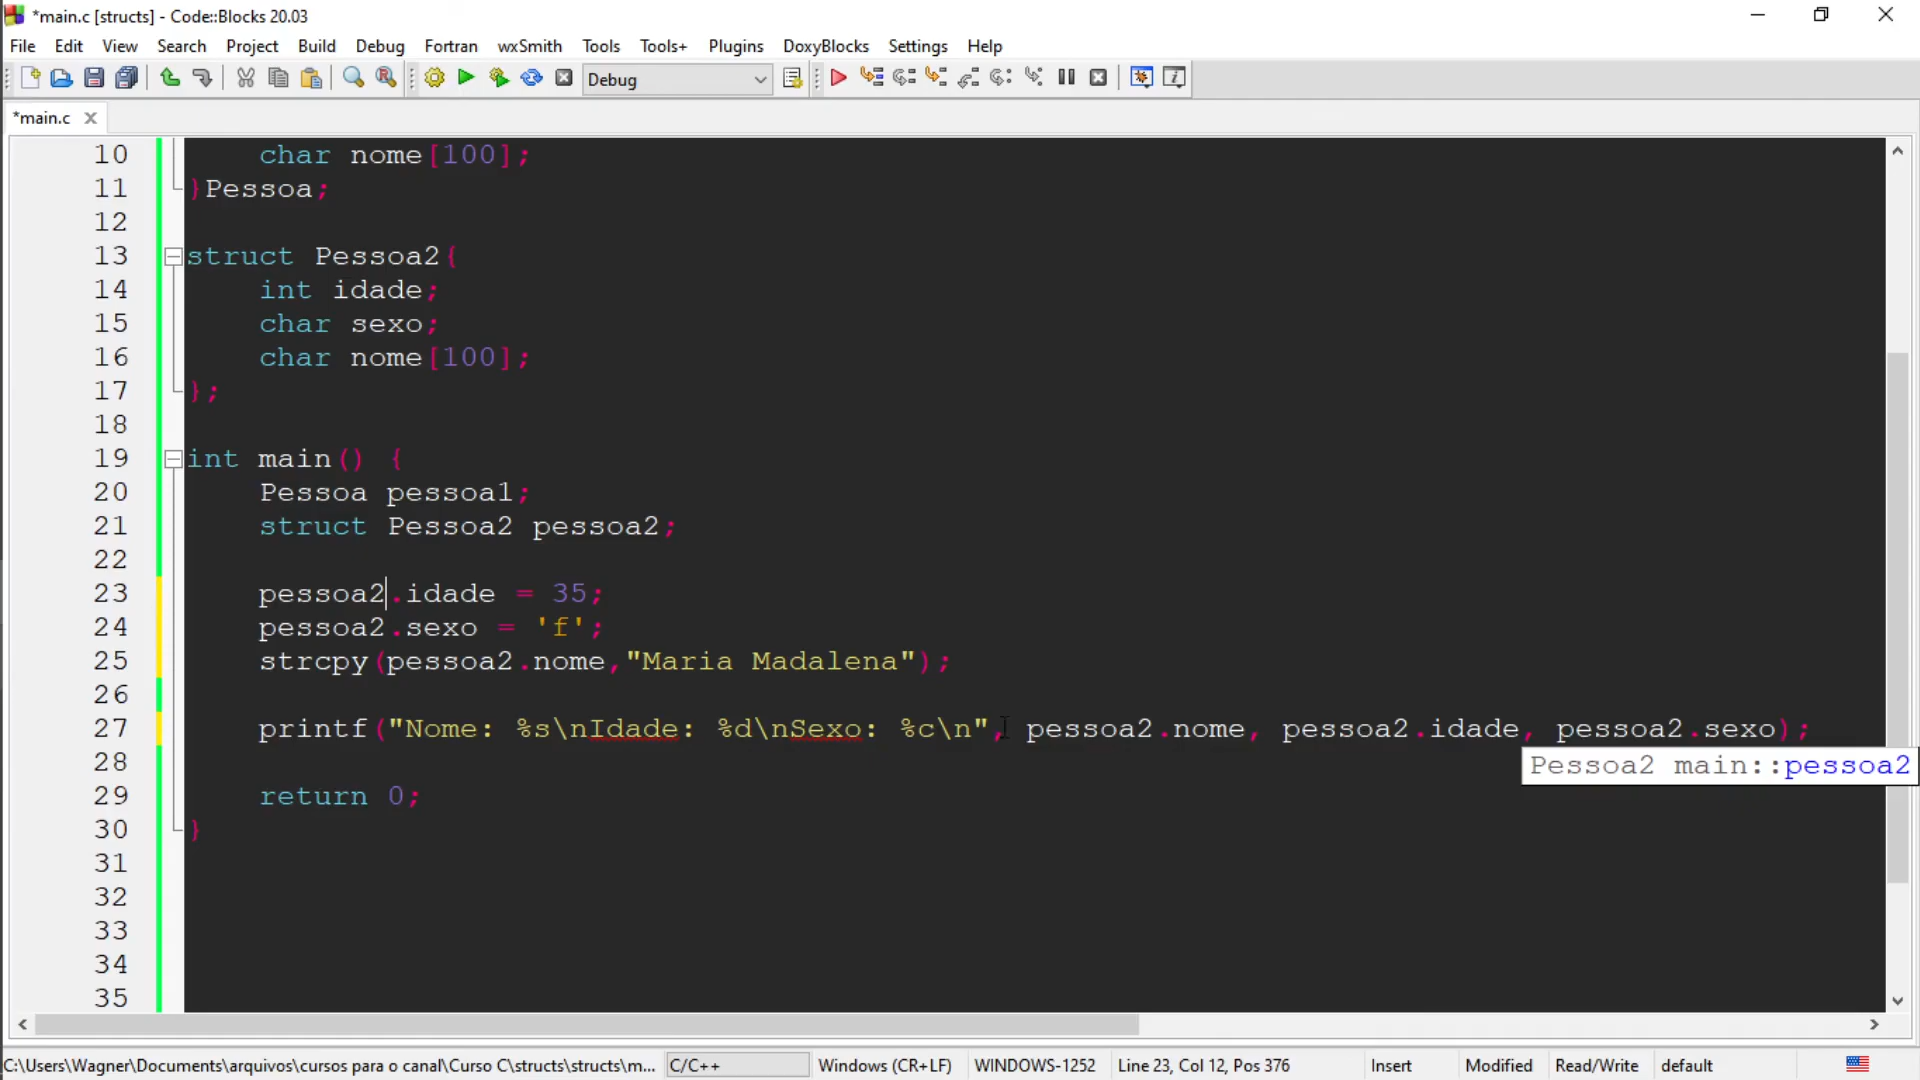 *main.c [structs] - Code::Blocks 20.03
File Edit View Search Project Build Debug Fortran wxSmith Tools Tools+ Plugins DoxyBlocks Settings Help
Debug
*main.c
10 char nome[100];
11 }Pessoa;
12
13 struct Pessoa2{
14 int idade;
15 char sexo;
16 char nome[100];
17 };
18
19 int main() {
20 Pessoa pessoa1;
21 struct Pessoa2 pessoa2;
22
23 pessoa2.idade = 35;
24 pessoa2.sexo = 'f';
25 strcpy(pessoa2.nome,"Maria Madalena");
26
27 printf("Nome: %s\nIdade: %d\nSexo: %c\n", pessoa2.nome, pessoa2.idade, pessoa2.sexo);
28
Pessoa2 main::pessoa2
29 return 0;
30 }
31
32
33
34
35
C:\Users\Wagner\Documents\arquivos\cursos para o canal\Curso C\structs\structs\m... C/C++ Windows (CR+LF) WINDOWS-1252 Line 23, Col 12, Pos 376 Insert Modified Read/Write default